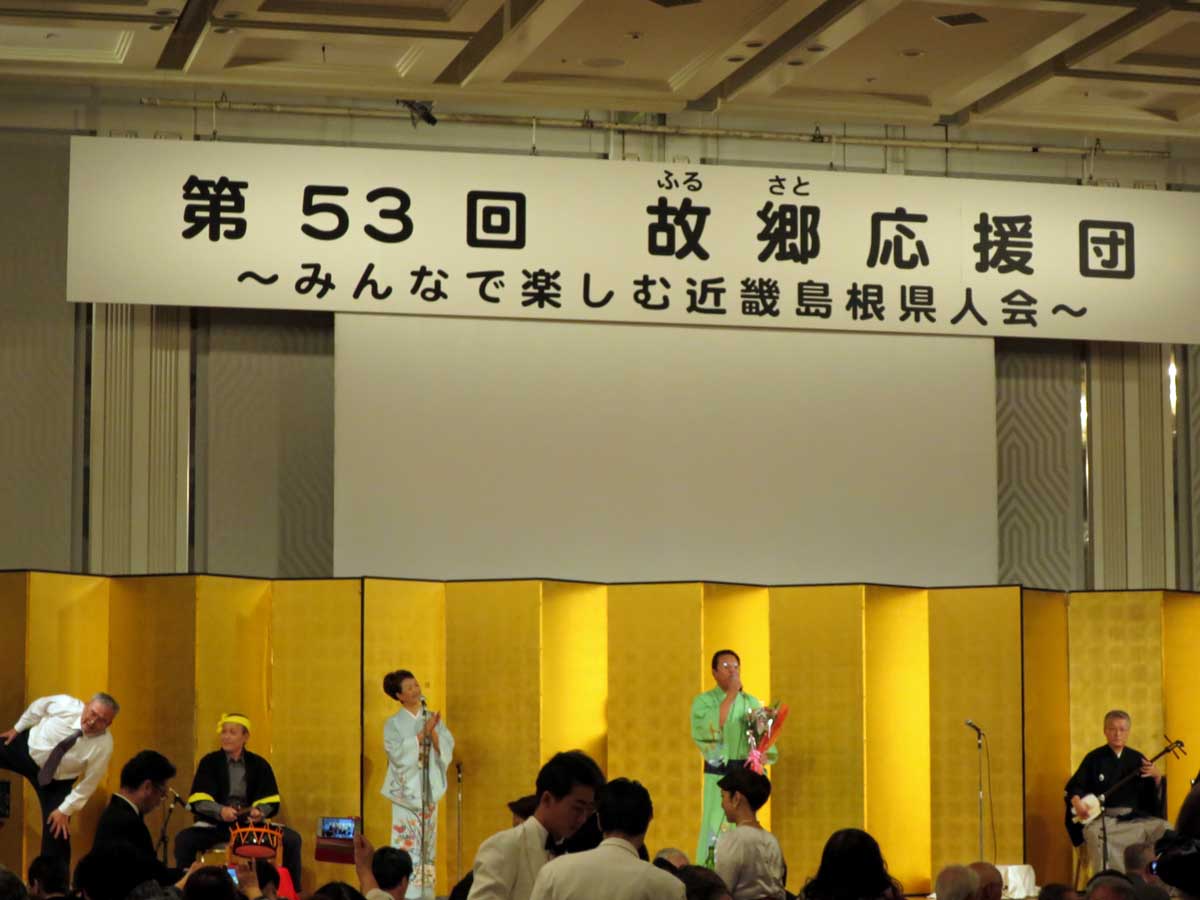 ふるさと
第53回 故郷応援団
～みんなで楽しむ近畿島根県人会～